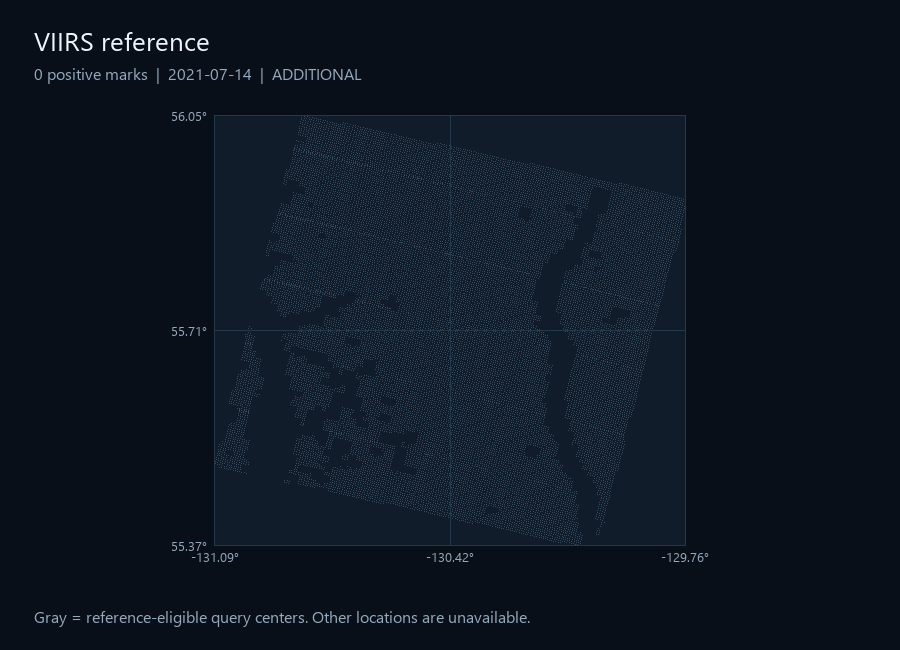 VIIRS reference
0 positive marks | 2021-07-14 | ADDITIONAL
56.05°
55.71°
55.37°
-131.09° -130.42° -129.76°
Gray = reference-eligible query centers. Other locations are unavailable.